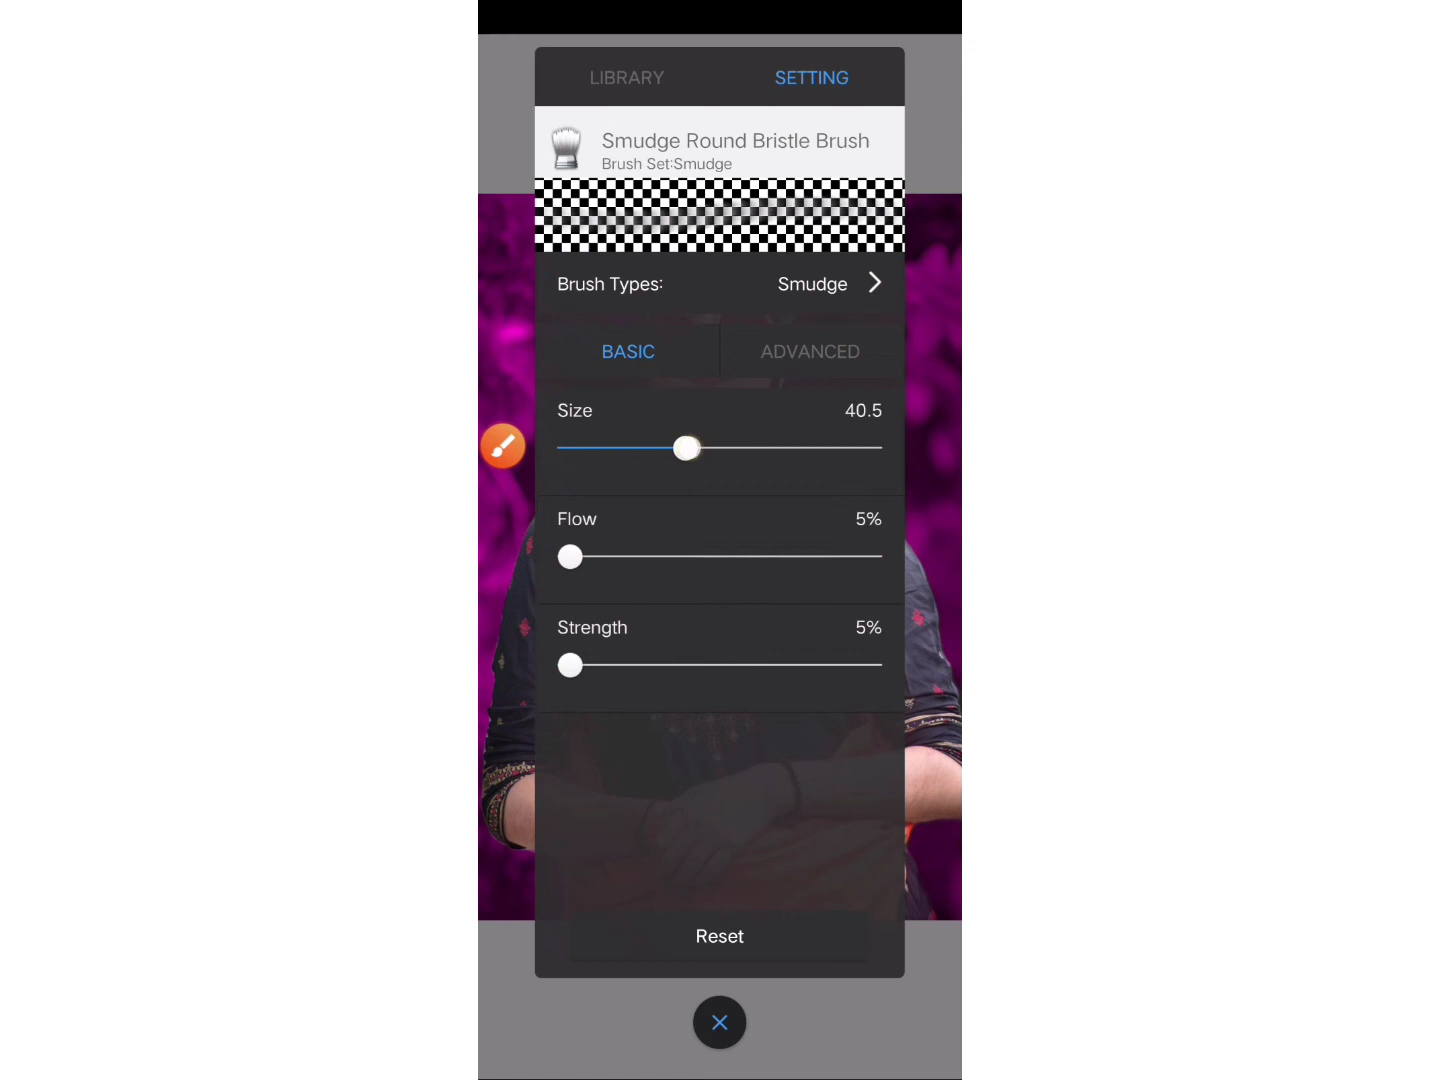 LIBRARY SETTING
Smudge Round Bristle Brush
Brush Set:Smudge
Brush Types: Smudge
BASIC ADVANCED
Size 40.5
Flow 5%
Strength 5%
Reset